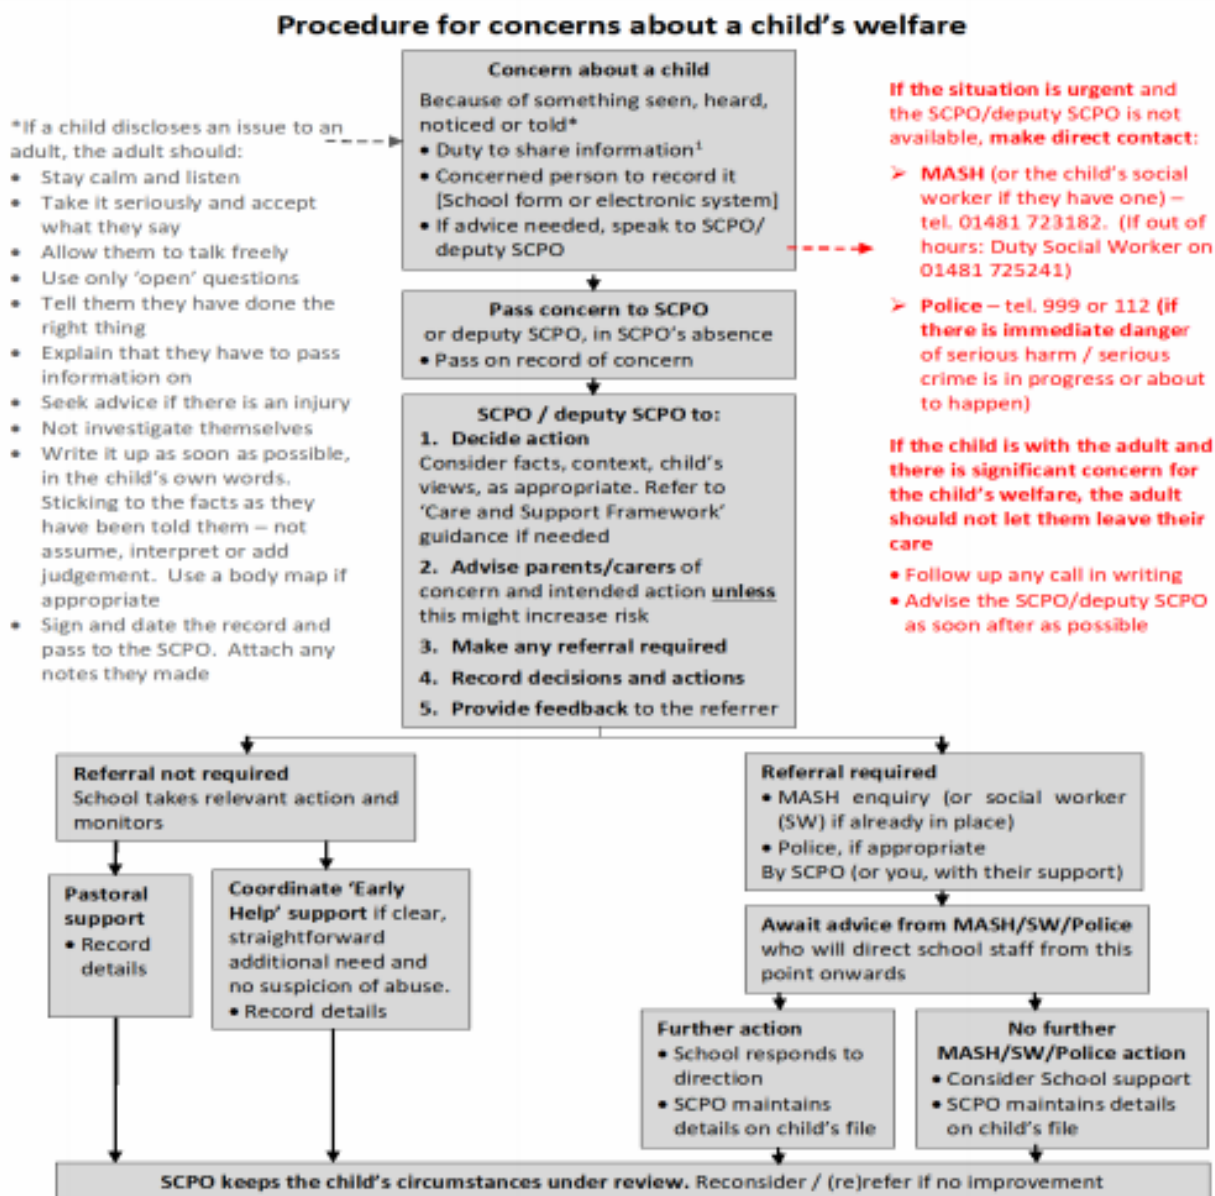 Procedure for concerns about a child's welfare
*If a child discloses an issue to an
adult, the adult should:
• Stay calm and listen
• Take it seriously and accept
what they say
• Allow them to talk freely
• Use only 'open' questions
• Tell them they have done the
right thing
• Explain that they have to pass
information on
• Seek advice if there is an injury
• Not investigate themselves
• Write it up as soon as possible,
in the child's own words.
Sticking to the facts as they
have been told them – not
assume, interpret or add
judgement. Use a body map if
appropriate
• Sign and date the record and
pass to the SCPO. Attach any
notes they made
Concern about a child
Because of something seen, heard,
noticed or told*
• Duty to share information¹
• Concerned person to record it
[School form or electronic system]
• If advice needed, speak to SCPO/
deputy SCPO
If the situation is urgent and
the SCPO/deputy SCPO is not
available, make direct contact:
➢ MASH (or the child's social
worker if they have one) –
tel. 01481 723182. (If out of
hours: Duty Social Worker on
01481 725241)
➢ Police – tel. 999 or 112 (if
there is immediate danger
of serious harm / serious
crime is in progress or about
to happen)
If the child is with the adult and
there is significant concern for
the child's welfare, the adult
should not let them leave their
care
• Follow up any call in writing
• Advise the SCPO/deputy SCPO
as soon after as possible
Pass concern to SCPO
or deputy SCPO, in SCPO's absence
• Pass on record of concern
SCPO / deputy SCPO to:
1. Decide action
Consider facts, context, child's
views, as appropriate. Refer to
'Care and Support Framework'
guidance if needed
2. Advise parents/carers of
concern and intended action unless
this might increase risk
3. Make any referral required
4. Record decisions and actions
5. Provide feedback to the referrer
Referral not required
School takes relevant action and
monitors
Pastoral
support
• Record
details
Coordinate 'Early
Help' support if clear,
straightforward
additional need and
no suspicion of abuse.
• Record details
Referral required
• MASH enquiry (or social worker
(SW) if already in place)
• Police, if appropriate
By SCPO (or you, with their support)
Await advice from MASH/SW/Police
who will direct school staff from this
point onwards
Further action
• School responds to
direction
• SCPO maintains
details on child's file
No further
MASH/SW/Police action
• Consider School support
• SCPO maintains details
on child's file
SCPO keeps the child's circumstances under review. Reconsider / (re)refer if no improvement